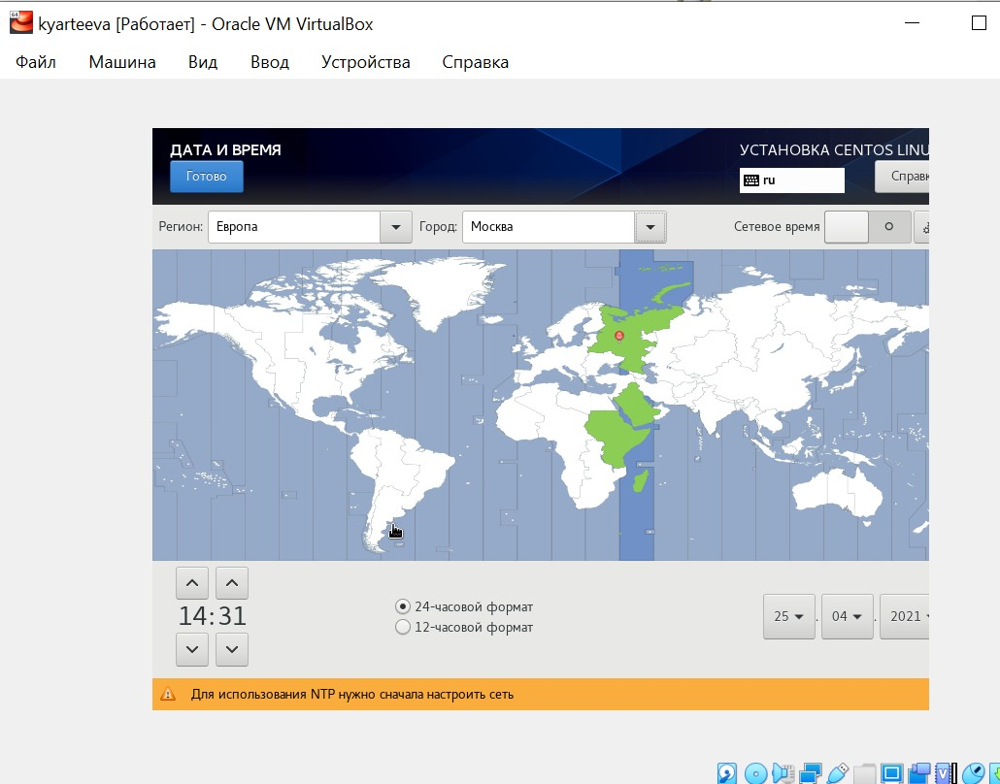 kyarteeva [Работает] - Oracle VM VirtualBox
Файл Машина Вид Ввод Устройства Справка
ДАТА И ВРЕМЯ УСТАНОВКА CENTOS LINU
Готово ru Справк
Регион: Европа Город: Москва Сетевое время
14:31
24-часовой формат
12-часовой формат
25 . 04 . 2021
Для использования NTP нужно сначала настроить сеть